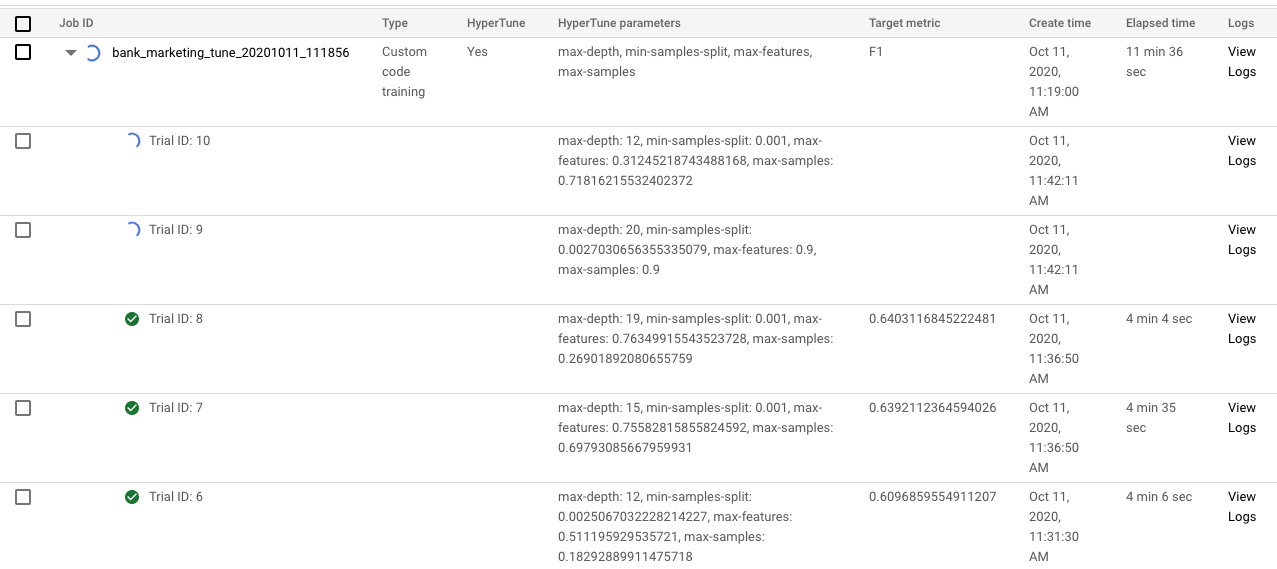 Job ID Type HyperTune HyperTune parameters Target metric Create time Elapsed time Logs
bank_marketing_tune_20201011_111856 Custom Yes max-depth, min-samples-split, max-features, F1 Oct 11, 11 min 36 View
code max-samples 2020, sec Logs
training 11:19:00
AM
Trial ID: 10 max-depth: 12, min-samples-split: 0.001, max- Oct 11, View
features: 0.31245218743488168, max-samples: 2020, Logs
0.71816215532402372 11:42:11
AM
Trial ID: 9 max-depth: 20, min-samples-split: Oct 11, View
0.0027030656355335079, max-features: 0.9, 2020, Logs
max-samples: 0.9 11:42:11
AM
Trial ID: 8 max-depth: 19, min-samples-split: 0.001, max- 0.6403116845222481 Oct 11, 4 min 4 sec View
features: 0.76349915543523728, max-samples: 2020, Logs
0.26901892080655759 11:36:50
AM
Trial ID: 7 max-depth: 15, min-samples-split: 0.001, max- 0.6392112364594026 Oct 11, 4 min 35 View
features: 0.75582815855824592, max-samples: 2020, sec Logs
0.69793085667959931 11:36:50
AM
Trial ID: 6 max-depth: 12, min-samples-split: 0.6096859554911207 Oct 11, 4 min 6 sec View
0.0025067032228214227, max-features: 2020, Logs
0.511195929535721, max-samples: 11:31:30
0.18292889911475718 AM